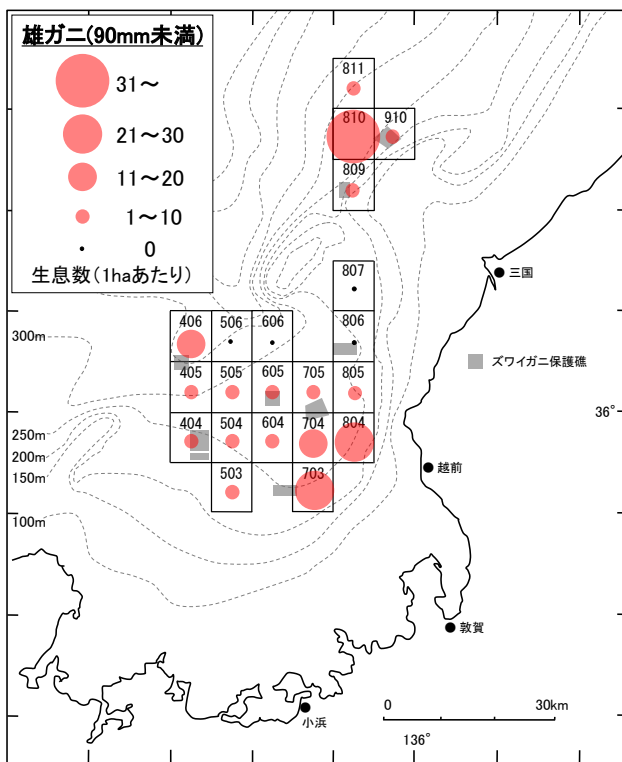 雄ガニ(90mm未満)
31～
21～30
11～20
1～10
0
生息数（1haあたり）
811
810 910
809
807
三国
406 506 606 806
300m
ズワイガニ保護礁
405 505 605 705 805
36°
404 504 604 704 804
250m
200m
150m
503 703
越前
100m
敦賀
小浜
0 30km
136°